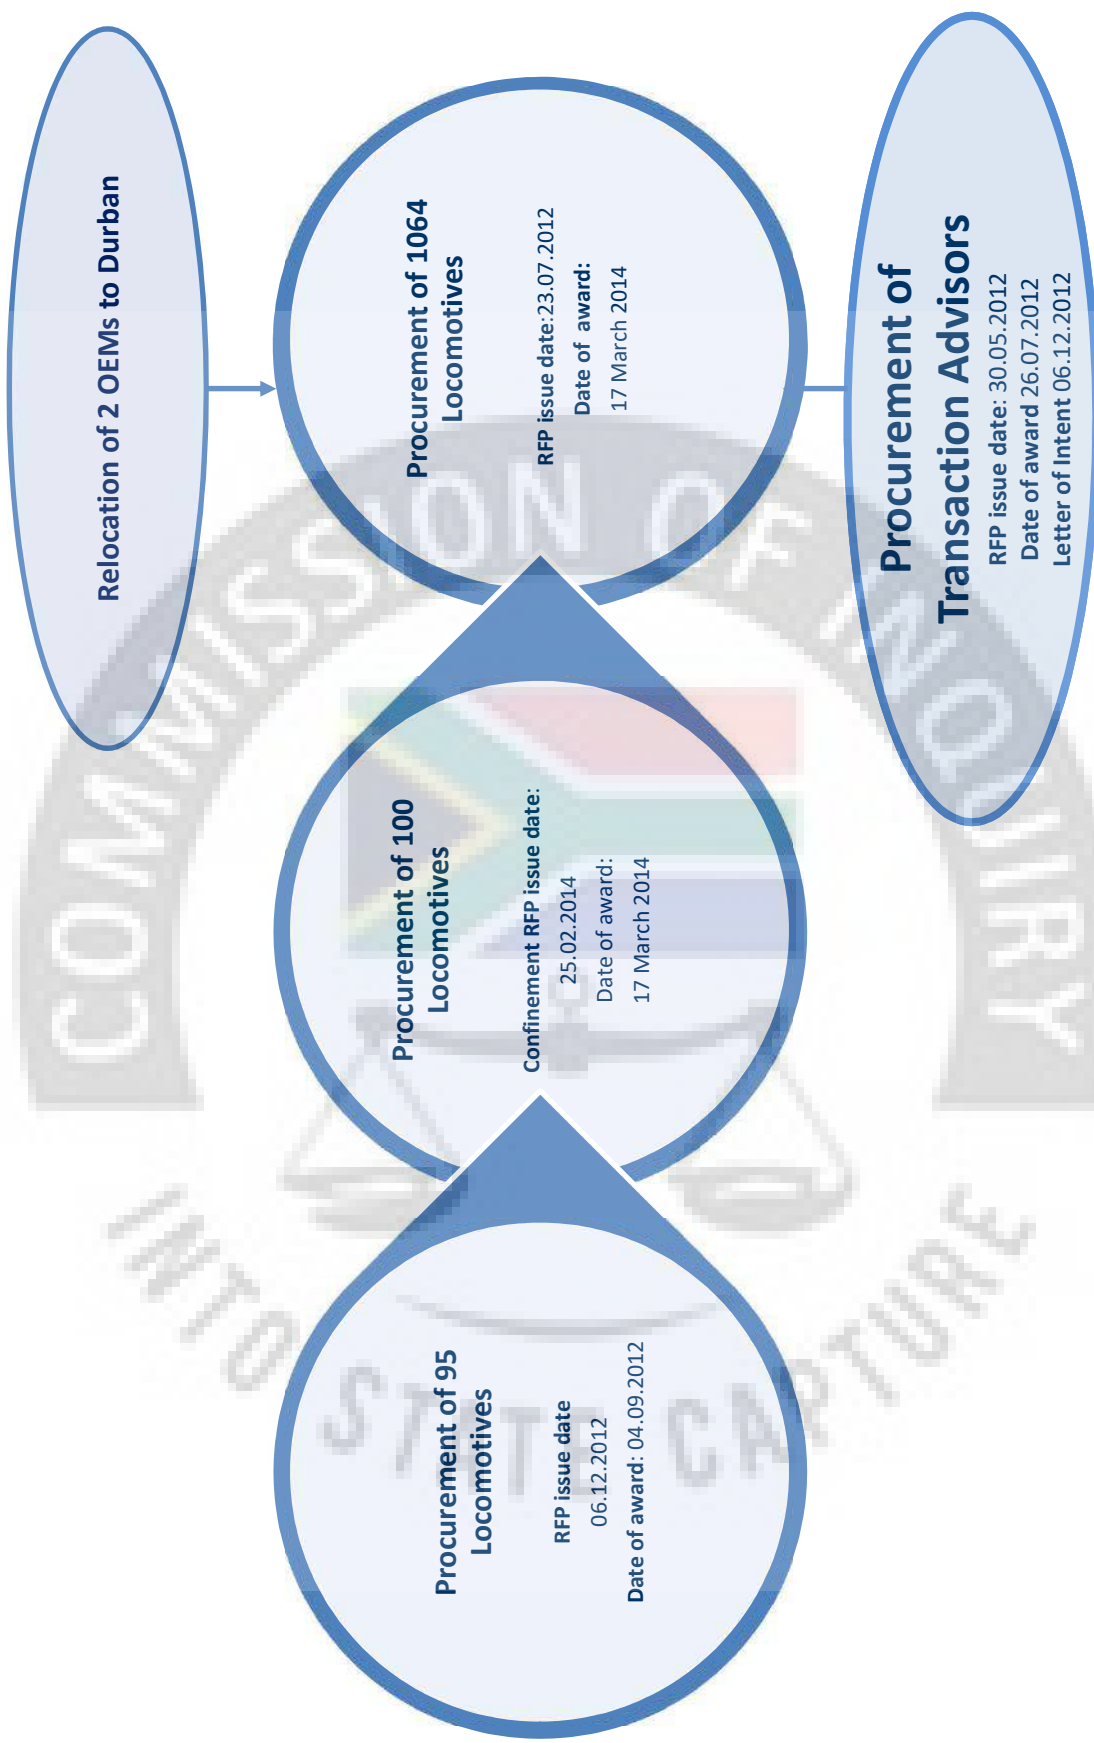 Procurement of 95
Locomotives
RFP issue date
06.12.2012
Date of award: 04.09.2012
Procurement of 100
Locomotives
Confinement RFP issue date:
25.02.2014
Date of award:
17 March 2014
Relocation of 2 OEMs to Durban
Procurement of 1064
Locomotives
RFP issue date:23.07.2012
Date of  award:
17 March 2014
Procurement of
Transaction Advisors
RFP issue date: 30.05.2012
Date of award 26.07.2012
Letter of Intent 06.12.2012
COMMISSION OF INQUIRY
INTO STATE CAPTURE